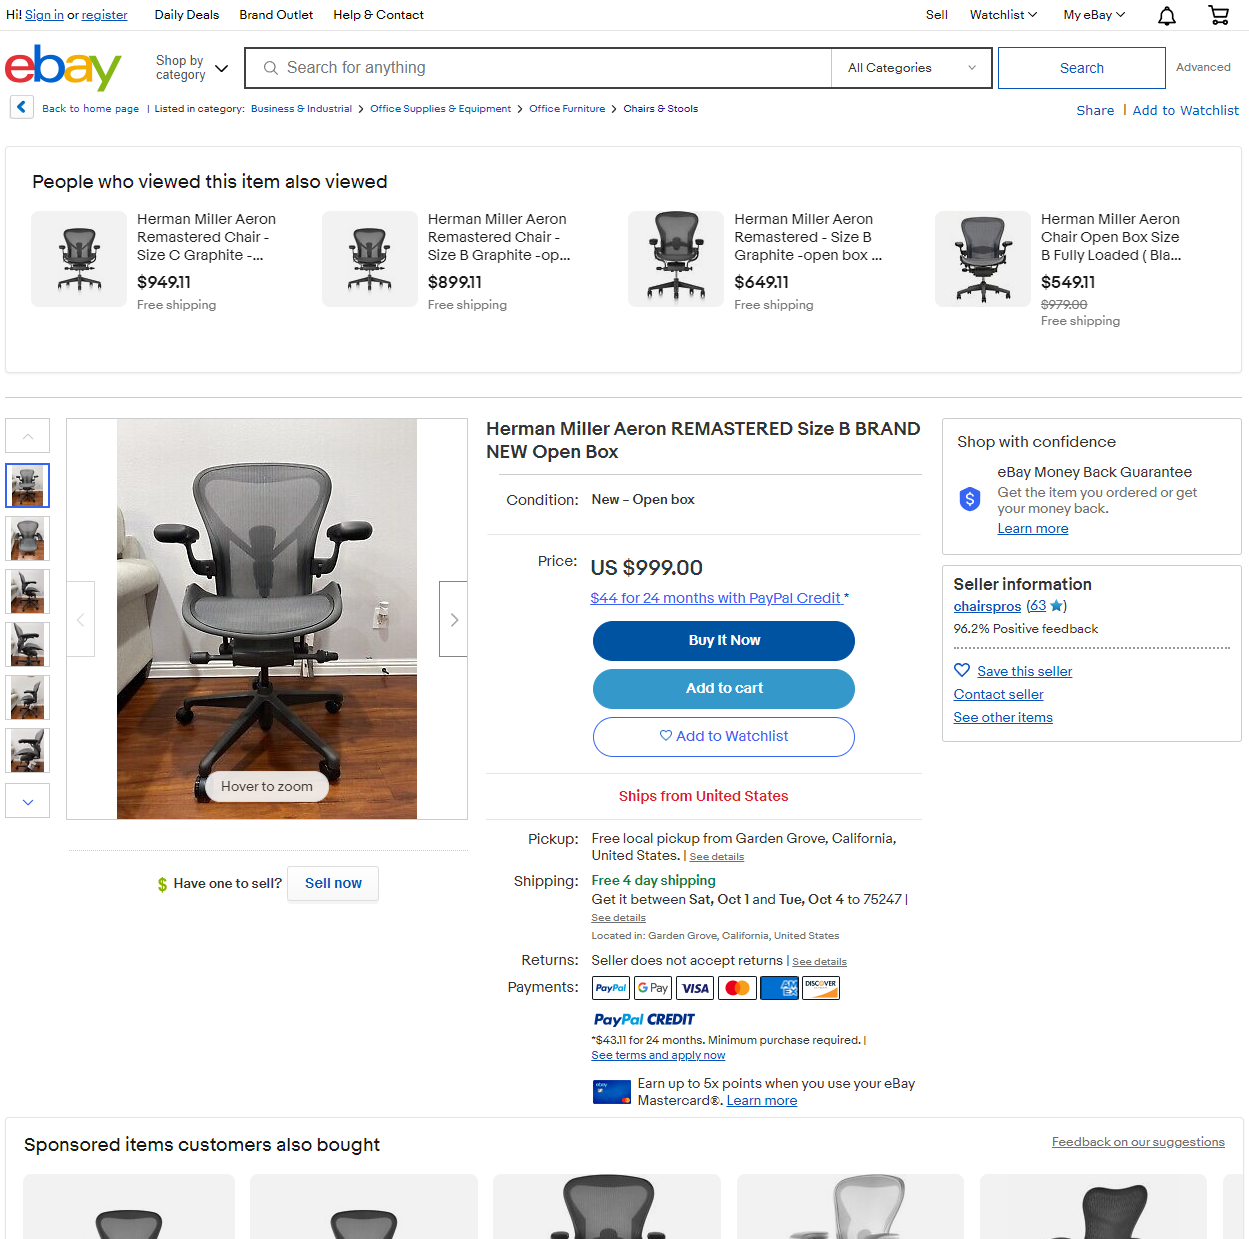 Hi! Sign in or register Daily Deals Brand Outlet Help & Contact Sell Watchlist My eBay
ebay Shop by category Search for anything All Categories Search Advanced
Back to home page | Listed in category: Business & Industrial > Office Supplies & Equipment > Office Furniture > Chairs & Stools Share | Add to Watchlist
People who viewed this item also viewed
Herman Miller Aeron
Remastered Chair -
Size C Graphite -...
$949.11
Free shipping
Herman Miller Aeron
Remastered Chair -
Size B Graphite -op...
$899.11
Free shipping
Herman Miller Aeron
Remastered - Size B
Graphite -open box ...
$649.11
Free shipping
Herman Miller Aeron
Chair Open Box Size
B Fully Loaded ( Bla...
$549.11
$979.00
Free shipping
Hover to zoom
$ Have one to sell? Sell now
Herman Miller Aeron REMASTERED Size B BRAND
NEW Open Box
Condition: New – Open box
Price: US $999.00
$44 for 24 months with PayPal Credit *
Buy It Now
Add to cart
Add to Watchlist
Ships from United States
Pickup: Free local pickup from Garden Grove, California,
United States. | See details
Shipping: Free 4 day shipping
Get it between Sat, Oct 1 and Tue, Oct 4 to 75247 |
See details
Located in: Garden Grove, California, United States
Returns: Seller does not accept returns | See details
Payments: PayPal G Pay VISA AMEX DISCOVER
PayPal CREDIT
*$43.11 for 24 months. Minimum purchase required. |
See terms and apply now
ebay
Earn up to 5x points when you use your eBay
Mastercard®. Learn more
Shop with confidence
eBay Money Back Guarantee
$ Get the item you ordered or get
your money back.
Learn more
Seller information
chairspros (63)
96.2% Positive feedback
Save this seller
Contact seller
See other items
Sponsored items customers also bought Feedback on our suggestions